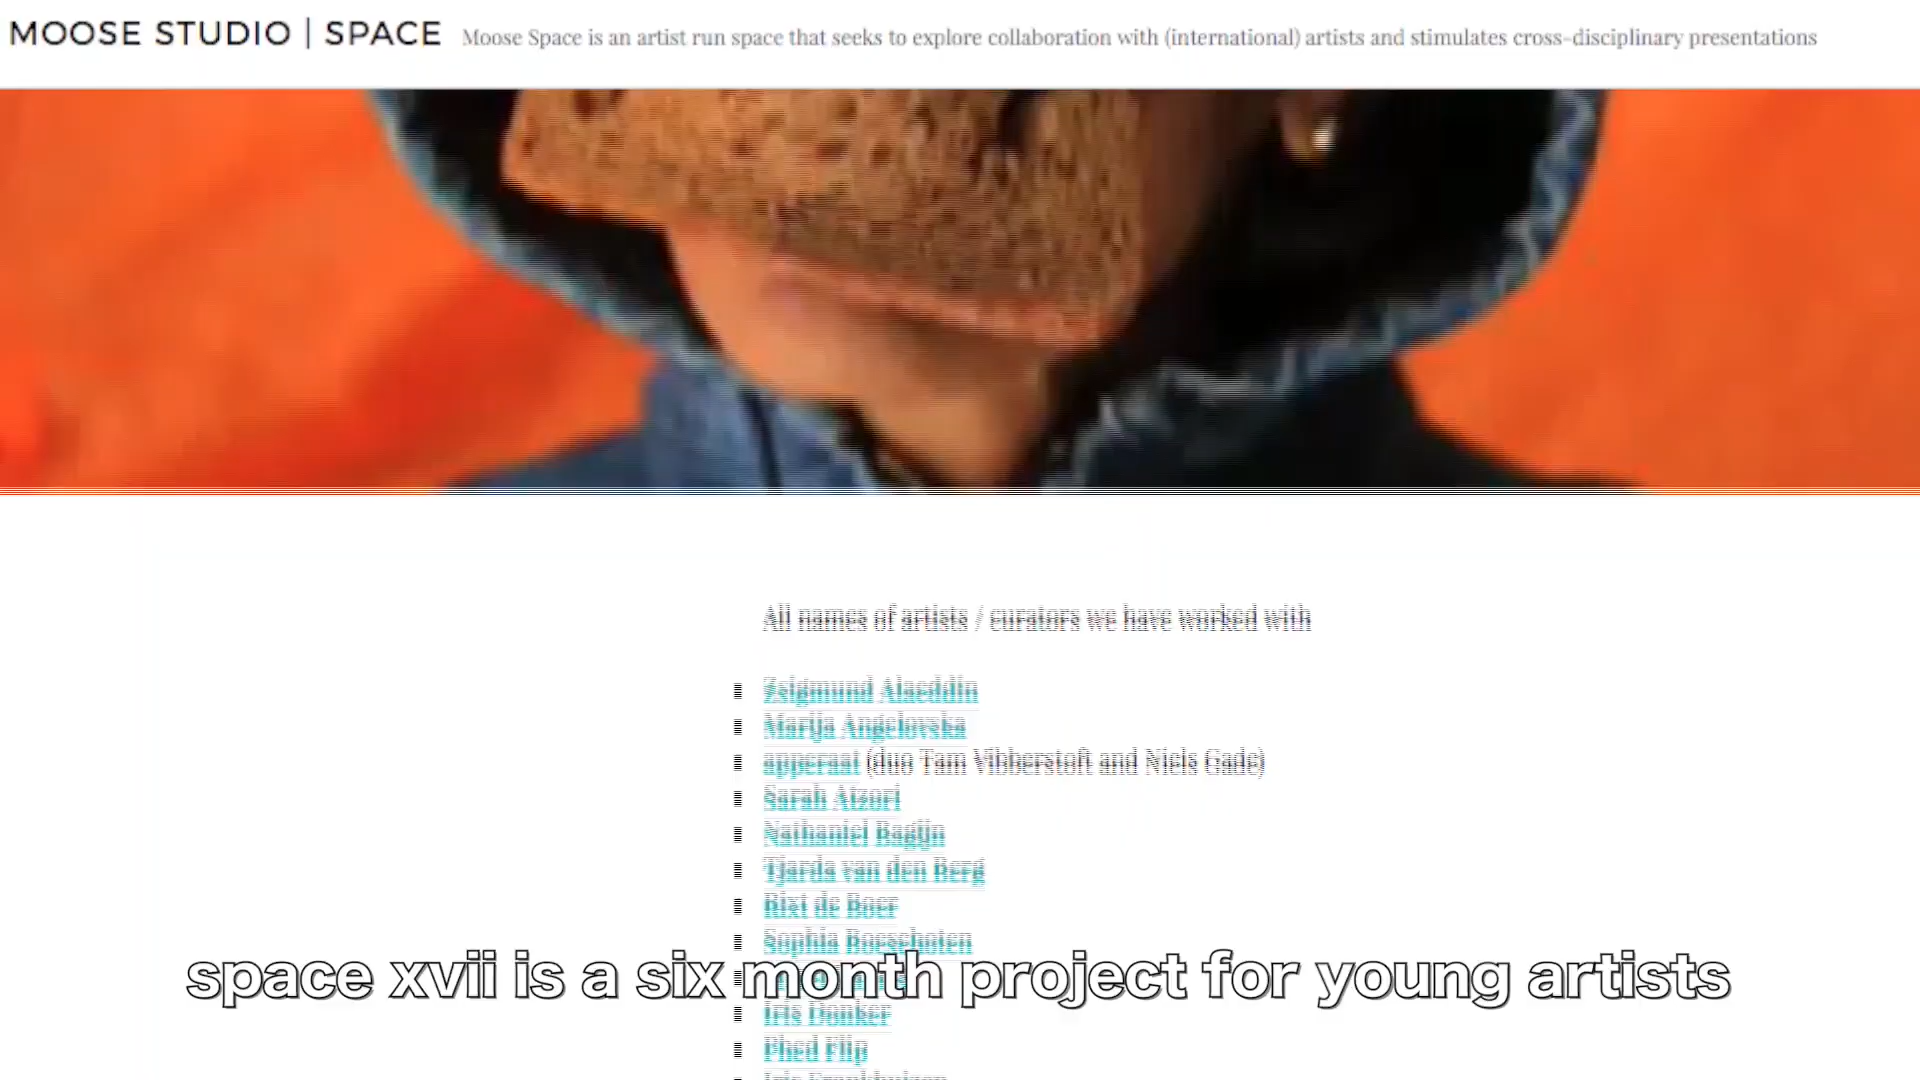 MOOSE STUDIO | SPACE Moose Space is an artist run space that seeks to explore collaboration with (international) artists and stimulates cross-disciplinary presentations
All names of artists / curators we have worked with
Zsigmund Alaeddin
Marija Angelovska
apperaat (duo Tam Vibberstoft and Niels Gade)
Sarah Atzori
Nathaniel Bagijn
Tjarda van den Berg
Rixt de Boer
Sophia Boeschoten
space xvii is a six month project for young artists
Iris Donker
Phed Flip